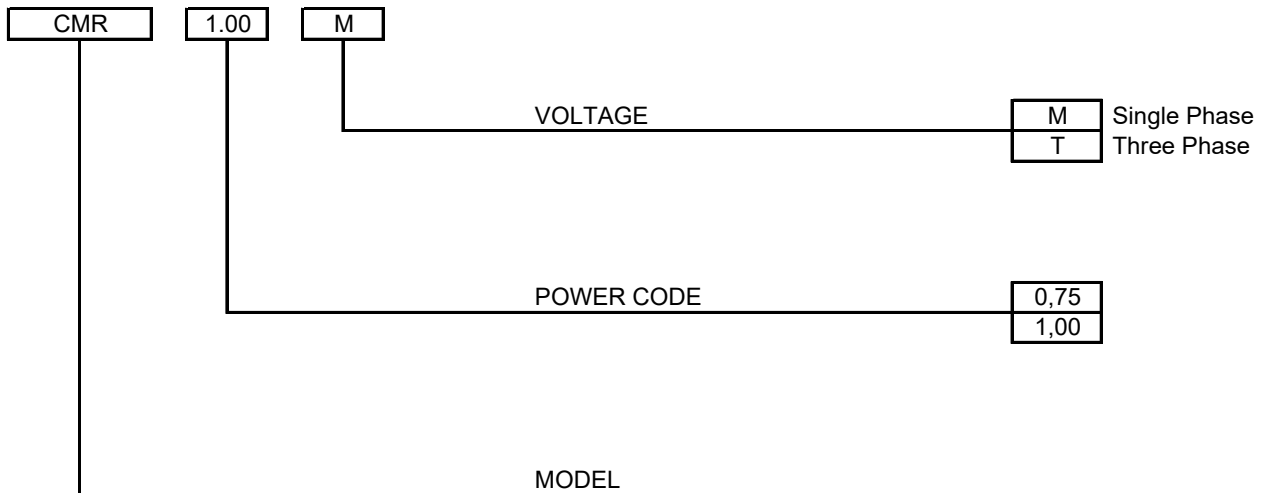 CMR 1.00 M
VOLTAGE M Single Phase
T Three Phase
POWER CODE 0,75
1,00
MODEL